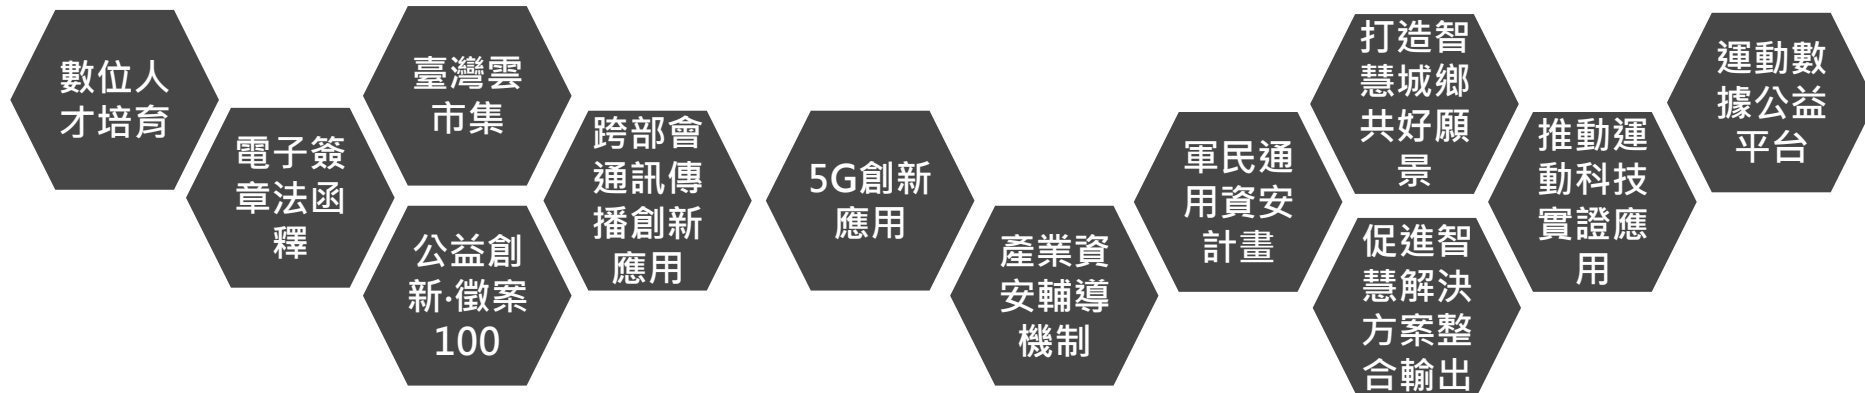 數位人
才培育
電子簽
章法函
釋
臺灣雲
市集
公益創
新·徵案
100
跨部會
通訊傳
播創新
應用
5G創新
應用
產業資
安輔導
機制
軍民通
用資安
計畫
打造智
慧城鄉
共好願
景
促進智
慧解決
方案整
合輸出
推動運
動科技
實證應
用
運動數
據公益
平台